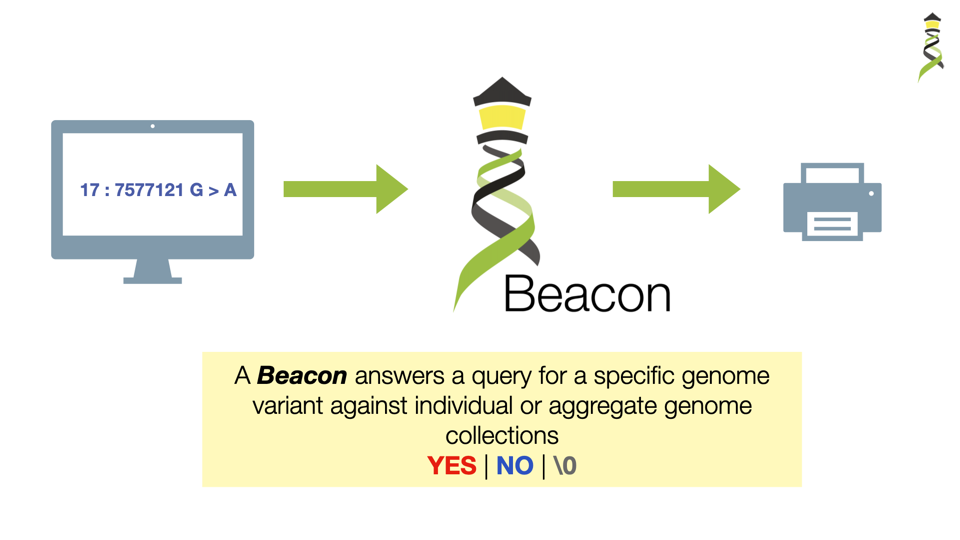 17 : 7577121 G > A
Beacon
A Beacon answers a query for a specific genome
variant against individual or aggregate genome
collections
YES | NO | \0